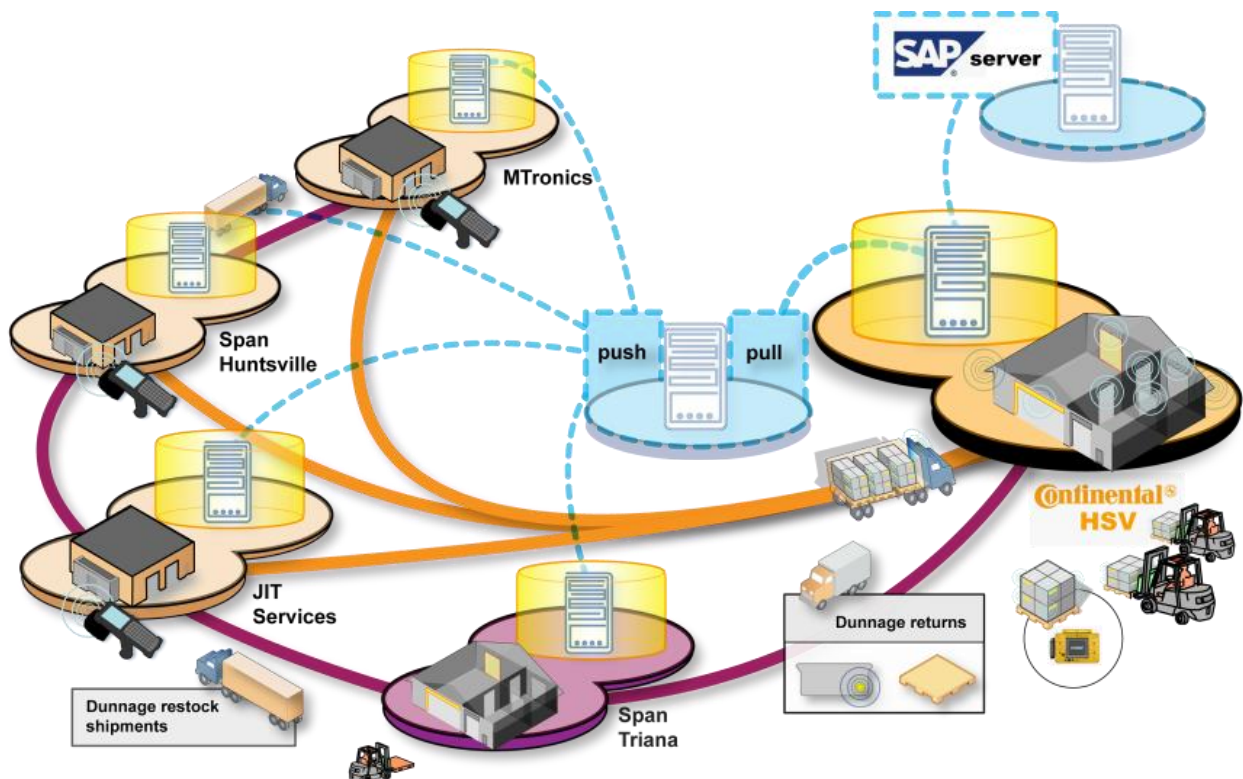 SAP® server
MTronics
Span
Huntsville
push
pull
Continental
HSV
JIT
Services
Dunnage returns
Dunnage restock
shipments
Span
Triana